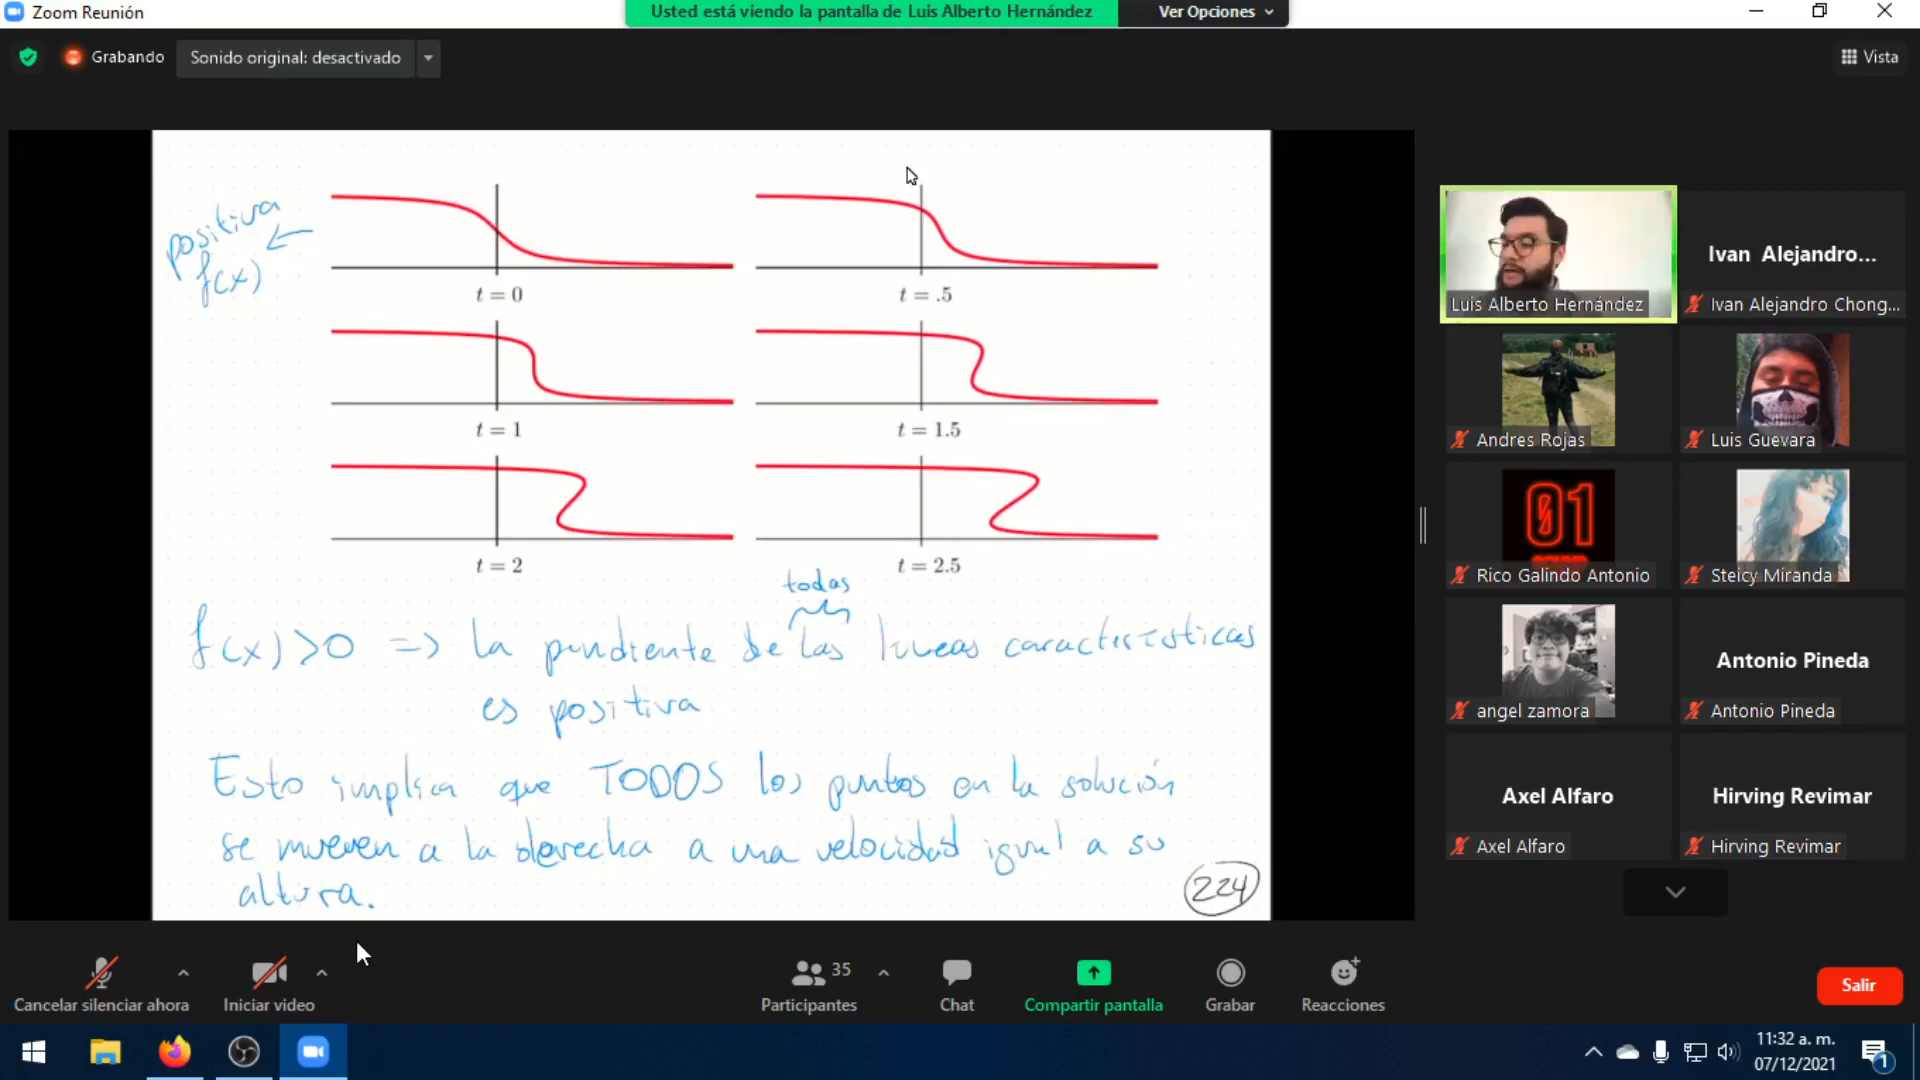 Zoom Reunión
Usted está viendo la pantalla de Luis Alberto Hernández
Ver Opciones
Grabando
Sonido original: desactivado
Vista
positiva
f(x)
t = 0
t = .5
t = 1
t = 1.5
t = 2
t = 2.5
todas
f(x)>0 => la pendiente de las líneas características
es positiva
Esto implica que TODOS los puntos en la solución
se mueven a la derecha a una velocidad igual a su
altura.
224
Luis Alberto Hernández
Ivan Alejandro...
Ivan Alejandro Chong...
Andres Rojas
Luis Guevara
01
Rico Galindo Antonio
Steicy Miranda
angel zamora
Antonio Pineda
Antonio Pineda
Axel Alfaro
Axel Alfaro
Hirving Revimar
Hirving Revimar
Cancelar silenciar ahora
Iniciar video
35
Participantes
Chat
Compartir pantalla
Grabar
Reacciones
Salir
11:32 a. m.
07/12/2021
1